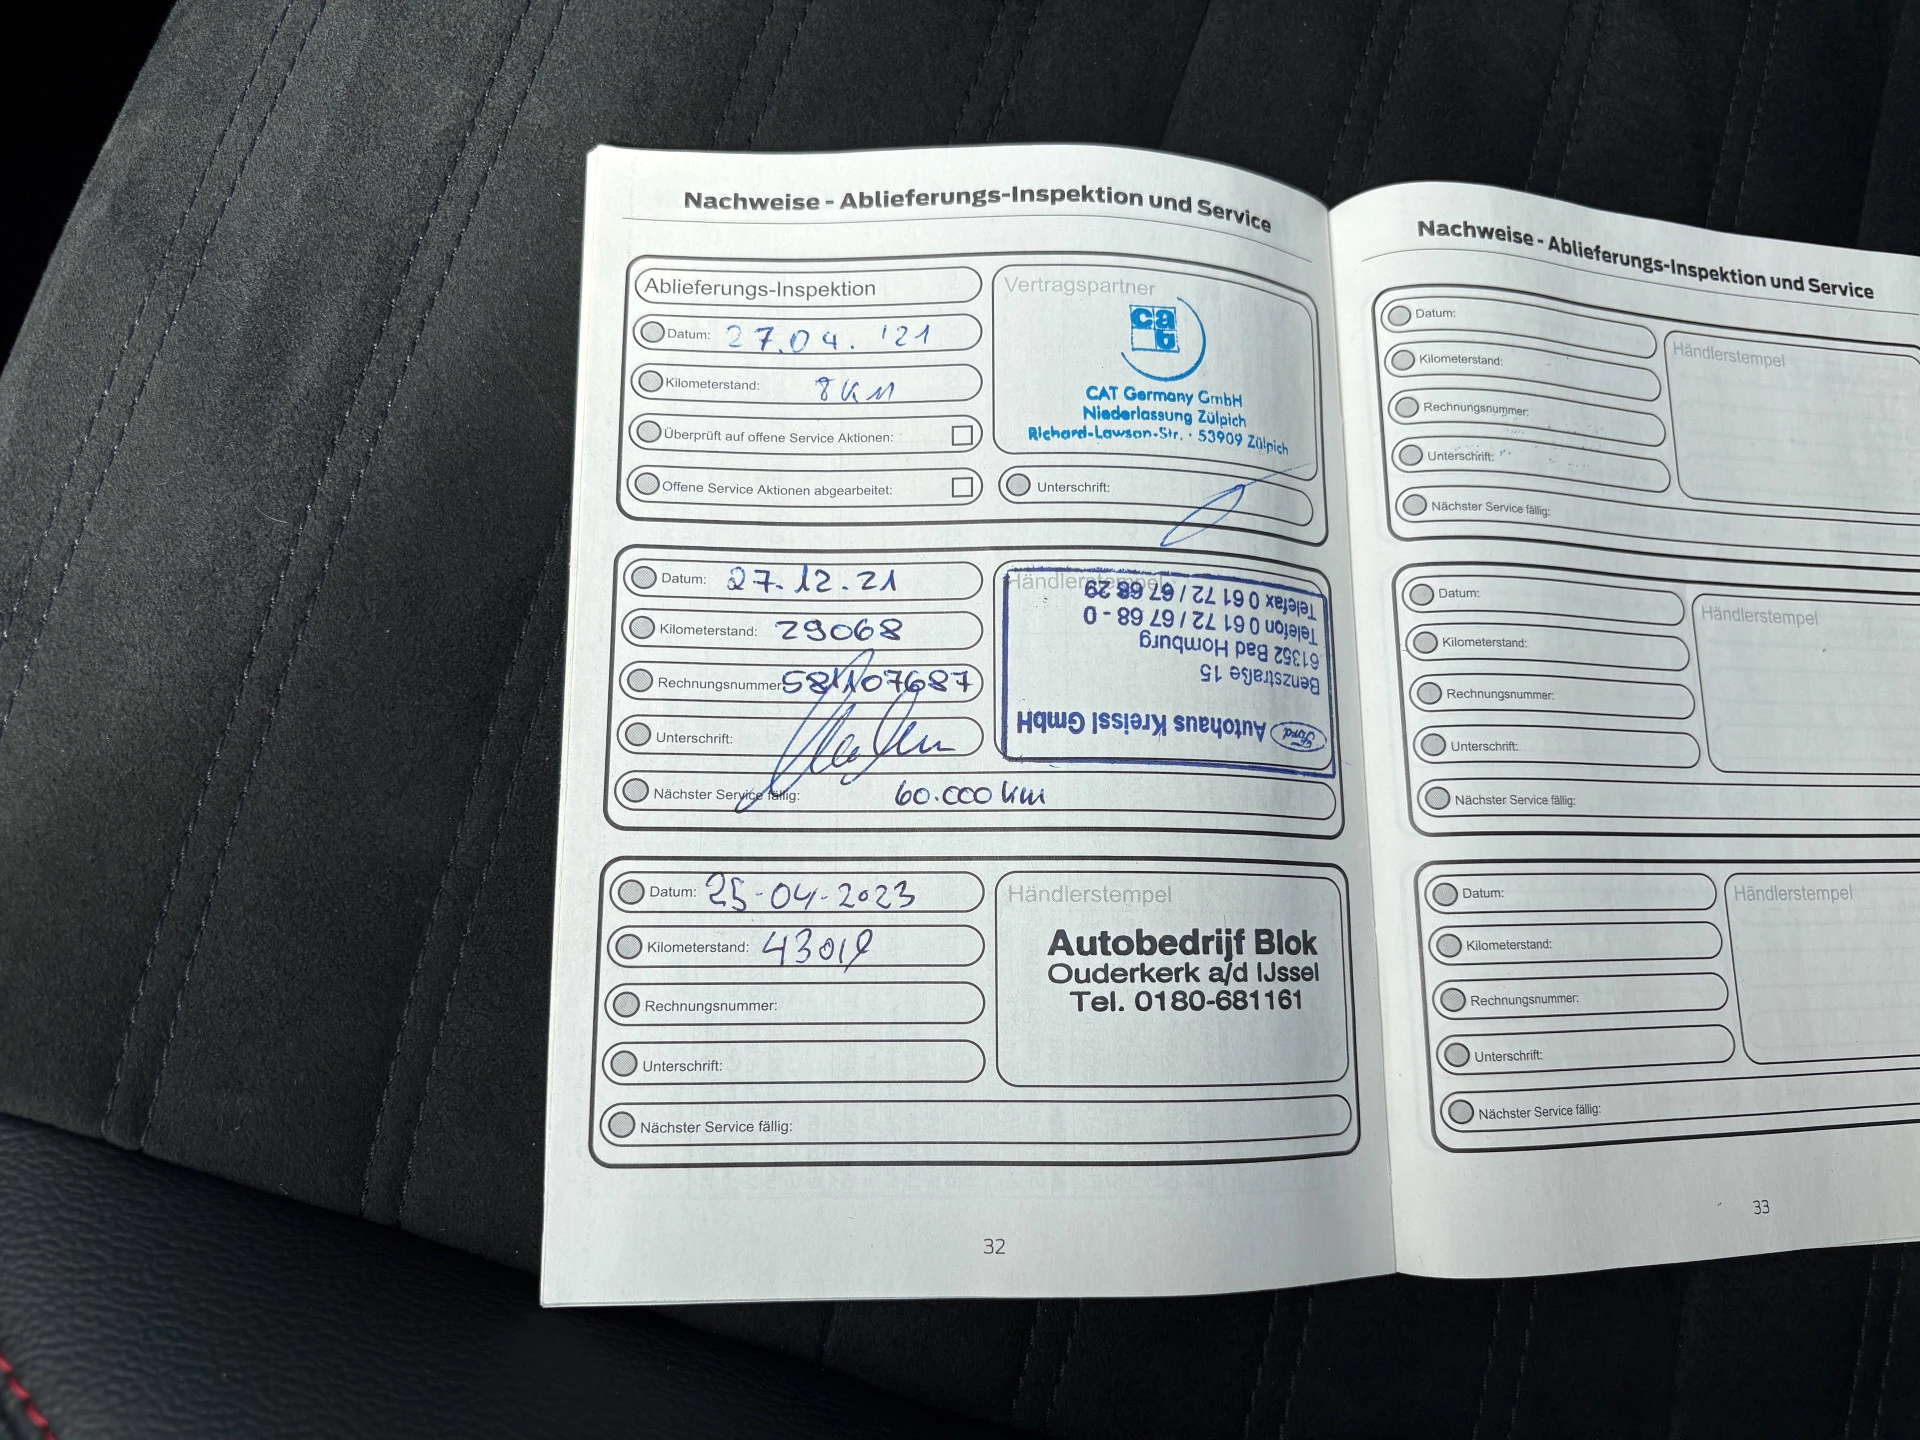 Nachweise - Ablieferungs-Inspektion und Service
Ablieferungs-Inspektion
Datum: 27.04. '21
Kilometerstand: 8 KM
Überprüft auf offene Service Aktionen:
Offene Service Aktionen abgearbeitet:
Vertragspartner
cat
CAT Germany GmbH
Niederlassung Zülpich
Richard-Lawson-Str. · 53909 Zülpich
Unterschrift:
Datum: 27.12.21
Kilometerstand: 29068
Rechnungsnummer:
Unterschrift:
Nächster Service fällig: 60.000 km
Händlerstempel
Ford Autohaus Kreissl GmbH
Benzstraße 15
61352 Bad Homburg
Telefon 0 61 72 / 67 68 - 0
Telefax 0 61 72 / 67 68 29
Datum: 25-04-2023
Kilometerstand:
Rechnungsnummer:
Unterschrift:
Nächster Service fällig:
Händlerstempel
Autobedrijf Blok
Ouderkerk a/d IJssel
Tel. 0180-681161
32
Nachweise - Ablieferungs-Inspektion und Service
Datum:
Kilometerstand:
Rechnungsnummer:
Unterschrift:
Nächster Service fällig:
Händlerstempel
Datum:
Kilometerstand:
Rechnungsnummer:
Unterschrift:
Nächster Service fällig:
Händlerstempel
Datum:
Kilometerstand:
Rechnungsnummer:
Unterschrift:
Nächster Service fällig:
Händlerstempel
33